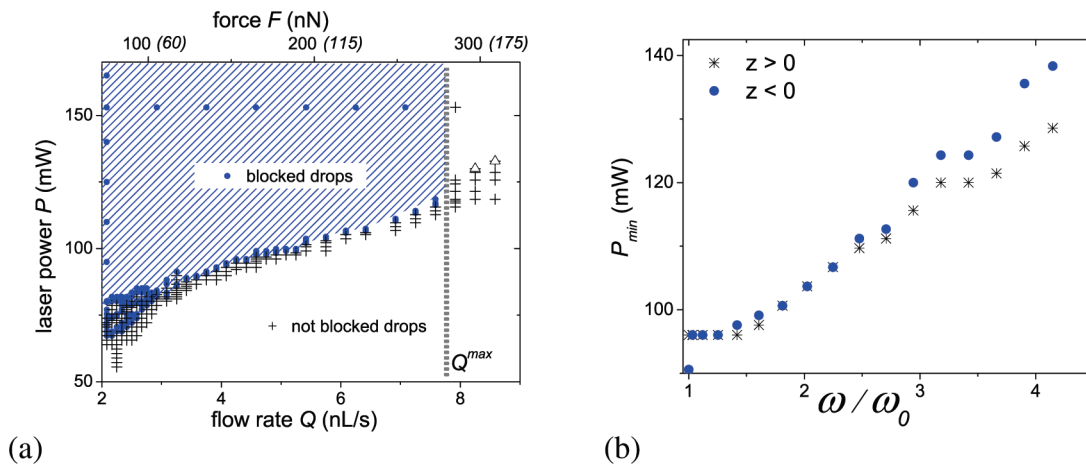 force F (nN)
100 (60) 200 (115) 300 (175)
laser power P (mW)
150
100
50
blocked drops
not blocked drops
Q^max
2 4 6 8
flow rate Q (nL/s)
(a)
P_min (mW)
140
120
100
z > 0
z < 0
1 2 3 4
ω/ω_0
(b)